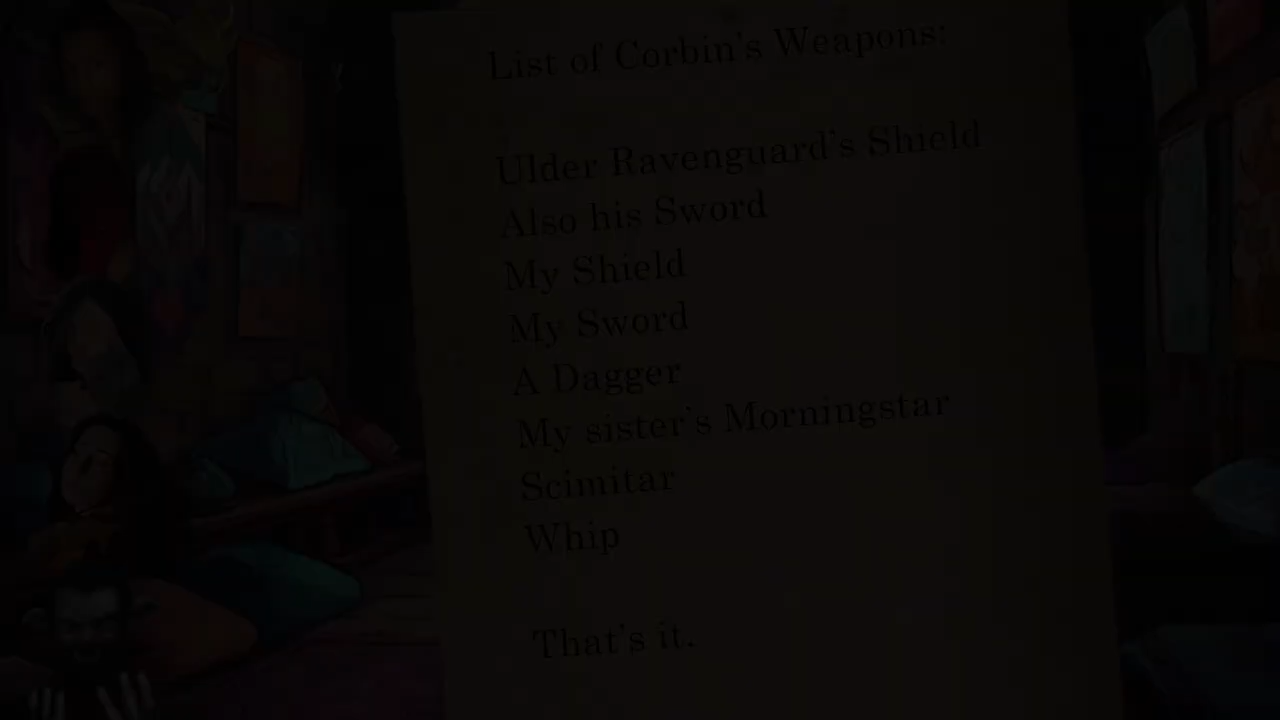 List of Corbin's Weapons:
Ulder Ravenguard's Shield
Also his Sword
My Shield
My Sword
A Dagger
My sister's Morningstar
Scimitar
Whip
That's it.